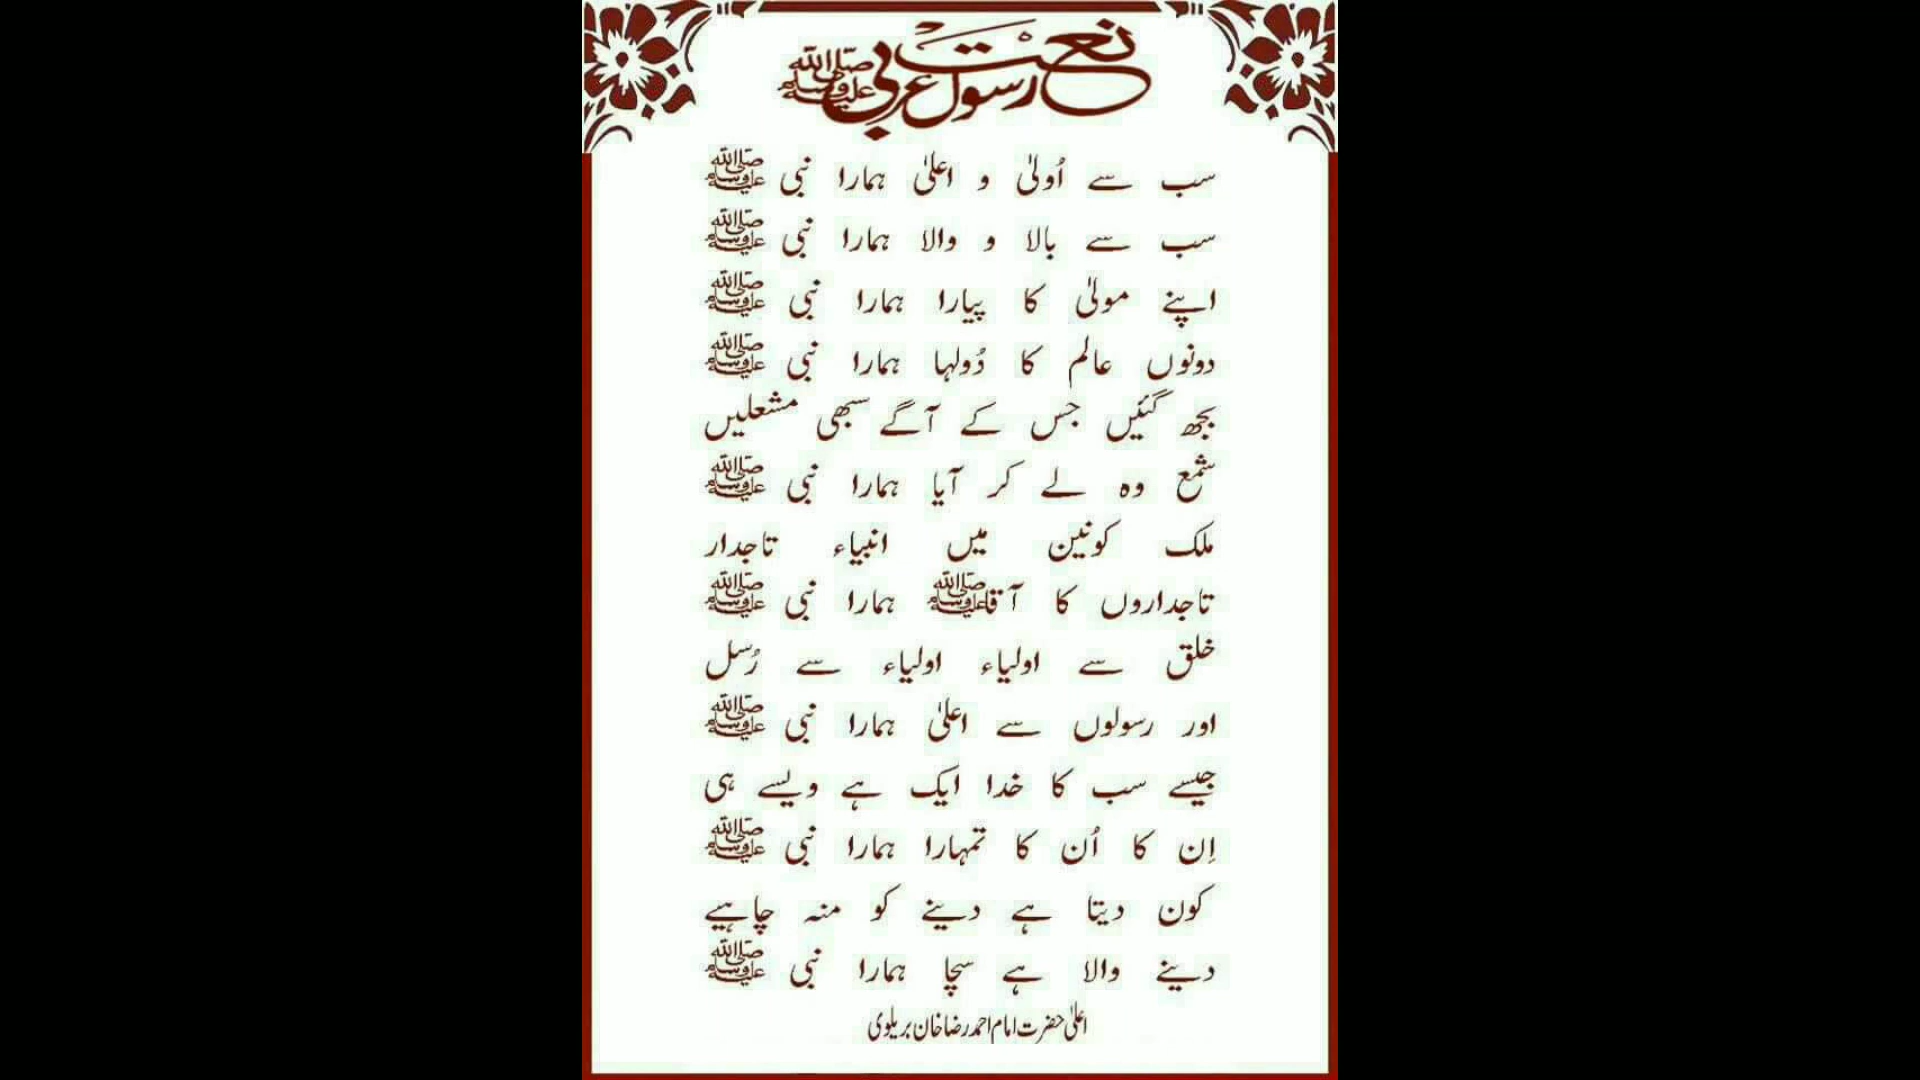 نعت رسول عربی ﷺ
سب سے اُولیٰ و اعلیٰ ہمارا نبی ﷺ
سب سے بالا و والا ہمارا نبی ﷺ
اپنے مولیٰ کا پیارا ہمارا نبی ﷺ
دونوں عالم کا دُولہا ہمارا نبی ﷺ
بجھ گئیں جس کے آگے سبھی مشعلیں
شمع وہ لے کر آیا ہمارا نبی ﷺ
ملک کونین میں انبیاء تاجدار
تاجداروں کا آقاﷺ ہمارا نبی ﷺ
خلق سے اولیاء اولیاء سے رُسل
اور رسولوں سے اعلیٰ ہمارا نبی ﷺ
جیسے سب کا خدا ایک ہے ویسے ہی
اِن کا اُن کا تمہارا ہمارا نبی ﷺ
کون دیتا ہے دینے کو منہ چاہیے
دینے والا ہے سچا ہمارا نبی ﷺ
اعلیٰ حضرت امام احمد رضا خان بریلوی